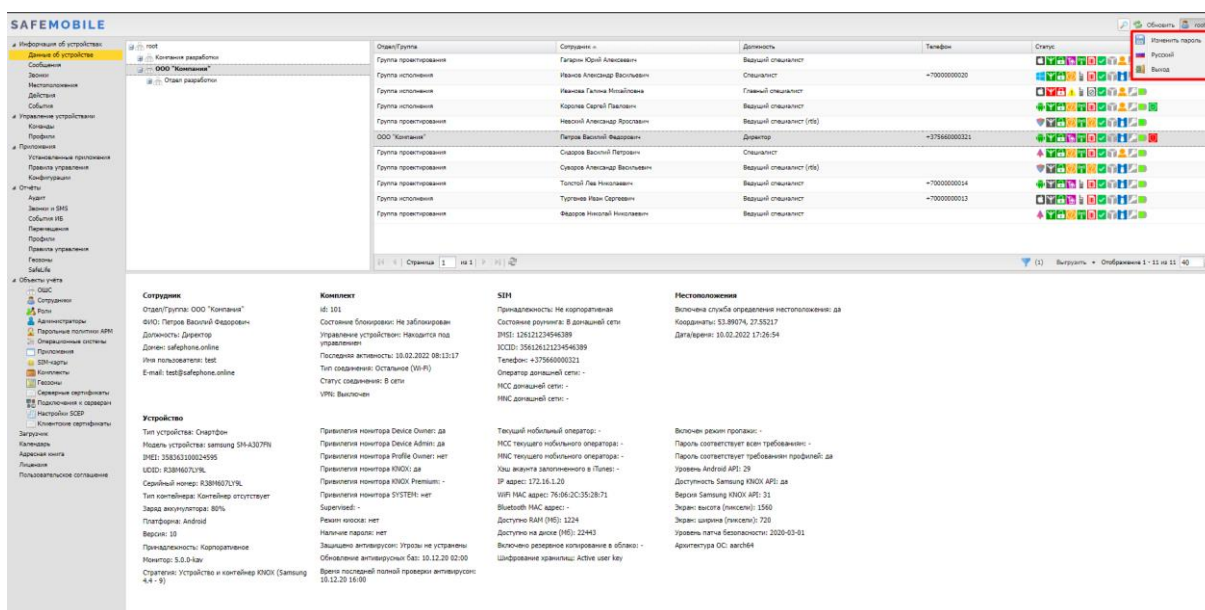 SAFEMOBILE
Обновить root
Изменить пароль
Русский
Выход
Информация об устройствах
Данные об устройстве
Сообщения
Звонки
Местоположения
Действия
События
Управление устройствами
Команды
Профили
Приложения
Установленные приложения
Правила управления
Конфигурации
Отчёты
Аудит
Звонки и SMS
События ИБ
Перемещения
Профили
Правила управления
Геозоны
SafeLife
Объекты учёта
ОШС
Сотрудники
Роли
Администраторы
Парольные политики АРМ
Операционные системы
Приложения
SIM-карты
Комплекты
Геозоны
Серверные сертификаты
Подключения к серверам
Настройки SCEP
Клиентские сертификаты
Загрузчик
Календарь
Адресная книга
Лицензия
Пользовательское соглашение
root
Компания разработки
ООО "Компания"
Отдел разработки
Отдел/Группа Сотрудник Должность Телефон Статус
Группа проектирования Гагарин Юрий Алексеевич Ведущий специалист
Группа исполнения Иванов Александр Васильевич Специалист +70000000020
Группа исполнения Иванова Галина Михайловна Главный специалист
Группа исполнения Королев Сергей Павлович Ведущий специалист
Группа проектирования Невский Александр Ярославич Ведущий специалист (rtls)
ООО "Компания" Петров Василий Федорович Директор +375660000321
Группа проектирования Сидоров Василий Петрович Специалист
Группа проектирования Суворов Александр Васильевич Ведущий специалист (rtls)
Группа проектирования Толстой Лев Николаевич Ведущий специалист +70000000014
Группа исполнения Тургенев Иван Сергеевич Ведущий специалист +70000000013
Группа проектирования Федоров Николай Николаевич Ведущий специалист
Страница 1 из 1
(1) Выгрузить Отображение 1 - 11 из 11 40
Сотрудник
Отдел/Группа: ООО "Компания"
ФИО: Петров Василий Федорович
Должность: Директор
Домен: safephone.online
Имя пользователя: test
E-mail: test@safephone.online
Комплект
id: 101
Состояние блокировки: Не заблокирован
Управление устройством: Находится под
управлением
Последняя активность: 10.02.2022 08:13:17
Тип соединения: Остальное (Wi-Fi)
Статус соединения: В сети
VPN: Выключен
SIM
Принадлежность: Не корпоративная
Состояние роуминга: В домашней сети
IMSI: 126121234546389
ICCID: 356126121234546389
Телефон: +375660000321
Оператор домашней сети: -
MCC домашней сети: -
MNC домашней сети: -
Местоположения
Включена служба определения местоположения: да
Координаты: 53.89074, 27.55217
Дата/время: 10.02.2022 17:26:54
Устройство
Тип устройства: Смартфон
Модель устройства: samsung SM-A307FN
IMEI: 358363100024595
UDID: R38M607LY9L
Серийный номер: R38M607LY9L
Тип контейнера: Контейнер отсутствует
Заряд аккумулятора: 80%
Платформа: Android
Версия: 10
Принадлежность: Корпоративное
Монитор: 5.0.0-kav
Стратегия: Устройство и контейнер KNOX (Samsung
4.4 - 9)
Привилегия монитора Device Owner: да
Привилегия монитора Device Admin: да
Привилегия монитора Profile Owner: нет
Привилегия монитора KNOX: да
Привилегия монитора KNOX Premium: -
Привилегия монитора SYSTEM: нет
Supervised: -
Режим киоска: нет
Наличие пароля: нет
Защищено антивирусом: Угрозы не устранены
Обновление антивирусных баз: 10.12.20 02:00
Время последней полной проверки антивирусом:
10.12.20 16:00
Текущий мобильный оператор: -
MCC текущего мобильного оператора: -
MNC текущего мобильного оператора: -
Хэш акаунта залогиненного в iTunes: -
IP адрес: 172.16.1.20
WiFi MAC адрес: 76:06:2C:35:28:71
Bluetooth MAC адрес: -
Доступно RAM (Мб): 1224
Доступно на диске (Мб): 22443
Включено резервное копирование в облако: -
Шифрование хранилищ: Active user key
Включен режим пропажи: -
Пароль соответствует всем требованиям: -
Пароль соответствует требованиям профилей: да
Уровень Android API: 29
Доступность Samsung KNOX API: да
Версия Samsung KNOX API: 31
Экран: высота (пиксели): 1560
Экран: ширина (пиксели): 720
Уровень патча безопасности: 2020-03-01
Архитектура ОС: aarch64